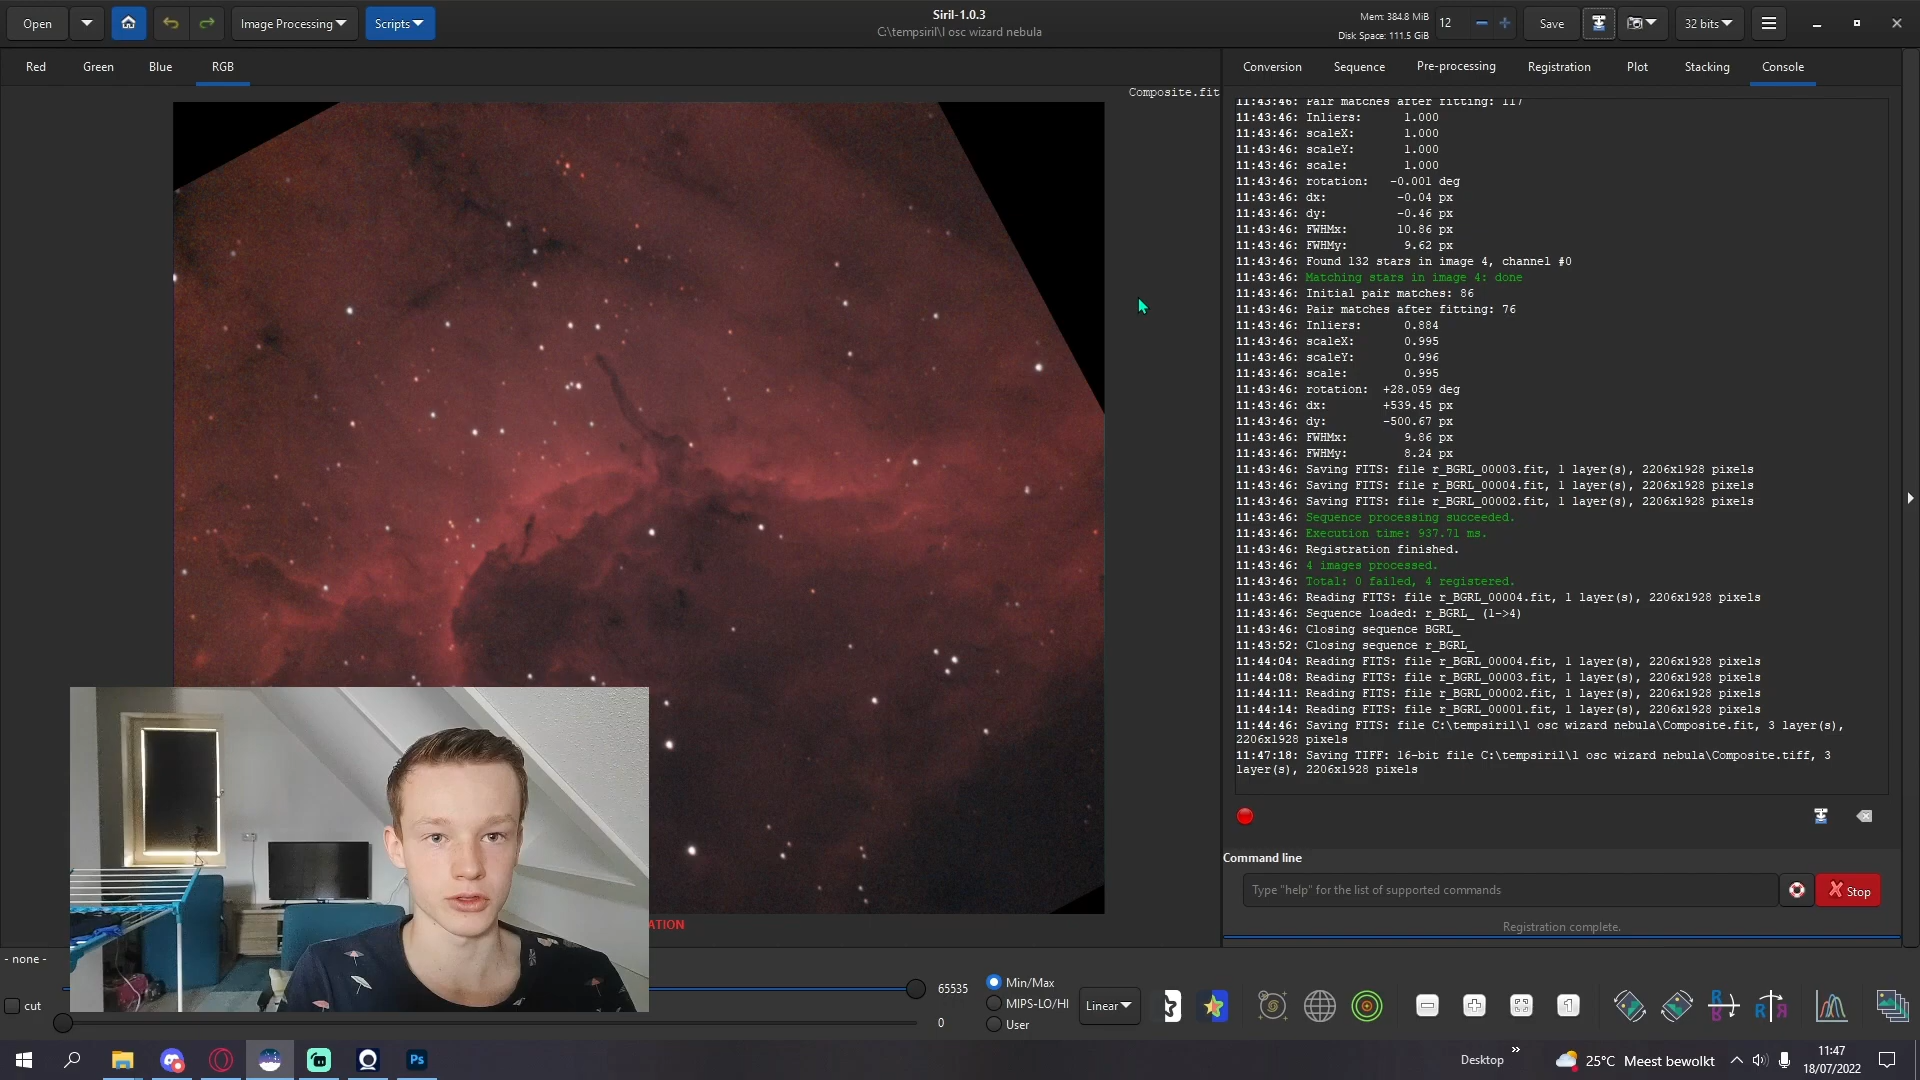 Open
Image Processing
Scripts
Siril-1.0.3
C:\tempsiril\1 osc wizard nebula
Mem: 384.8 MiB
Disk Space: 111.5 GiB
12
Save
32 bits
Red
Green
Blue
RGB
Conversion
Sequence
Pre-processing
Registration
Plot
Stacking
Console
Composite.fit
11:43:46: Pair matches after fitting: 117
11:43:46: Inliers: 1.000
11:43:46: scaleX: 1.000
11:43:46: scaleY: 1.000
11:43:46: scale: 1.000
11:43:46: rotation: -0.001 deg
11:43:46: dx: -0.04 px
11:43:46: dy: -0.46 px
11:43:46: FWHMx: 10.86 px
11:43:46: FWHMy: 9.62 px
11:43:46: Found 132 stars in image 4, channel #0
11:43:46: Matching stars in image 4: done
11:43:46: Initial pair matches: 86
11:43:46: Pair matches after fitting: 76
11:43:46: Inliers: 0.884
11:43:46: scaleX: 0.995
11:43:46: scaleY: 0.996
11:43:46: scale: 0.995
11:43:46: rotation: +28.059 deg
11:43:46: dx: +539.45 px
11:43:46: dy: -500.67 px
11:43:46: FWHMx: 9.86 px
11:43:46: FWHMy: 8.24 px
11:43:46: Saving FITS: file r_BGRL_00003.fit, 1 layer(s), 2206x1928 pixels
11:43:46: Saving FITS: file r_BGRL_00004.fit, 1 layer(s), 2206x1928 pixels
11:43:46: Saving FITS: file r_BGRL_00002.fit, 1 layer(s), 2206x1928 pixels
11:43:46: Sequence processing succeeded.
11:43:46: Execution time: 937.71 ms.
11:43:46: Registration finished.
11:43:46: 4 images processed.
11:43:46: Total: 0 failed, 4 registered.
11:43:46: Reading FITS: file r_BGRL_00004.fit, 1 layer(s), 2206x1928 pixels
11:43:46: Sequence loaded: r_BGRL_ (1->4)
11:43:46: Closing sequence BGRL_
11:43:52: Closing sequence r_BGRL_
11:44:04: Reading FITS: file r_BGRL_00004.fit, 1 layer(s), 2206x1928 pixels
11:44:08: Reading FITS: file r_BGRL_00003.fit, 1 layer(s), 2206x1928 pixels
11:44:11: Reading FITS: file r_BGRL_00002.fit, 1 layer(s), 2206x1928 pixels
11:44:14: Reading FITS: file r_BGRL_00001.fit, 1 layer(s), 2206x1928 pixels
11:44:46: Saving FITS: file C:\tempsiril\1 osc wizard nebula\Composite.fit, 3 layer(s),
2206x1928 pixels
11:47:18: Saving TIFF: 16-bit file C:\tempsiril\1 osc wizard nebula\Composite.tiff, 3
layer(s), 2206x1928 pixels
Command line
Type "help" for the list of supported commands
Stop
Registration complete.
ATION
- none -
cut
65535
0
Min/Max
MIPS-LO/HI
User
Linear
1
R
R
R
R
Ps
Desktop
25°C Meest bewolkt
11:47
18/07/2022